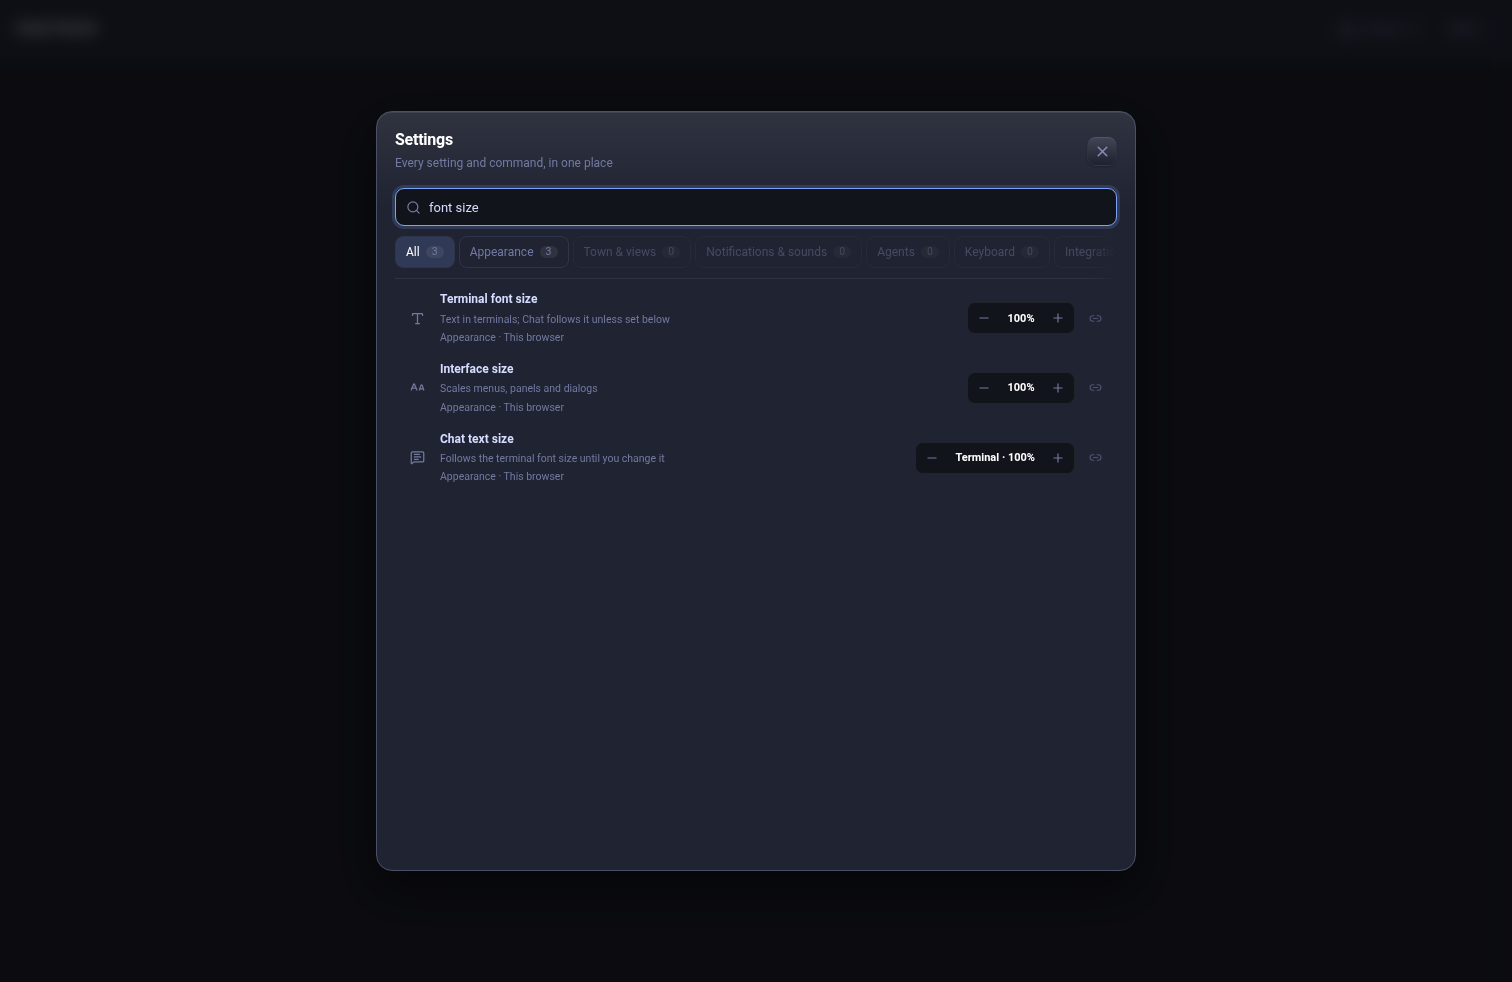 Settings
Every setting and command, in one place
font size
All 3 Appearance 3 Town & views 0 Notifications & sounds 0 Agents 0 Keyboard 0
Terminal font size
Text in terminals; Chat follows it unless set below
Appearance · This browser
100%
Interface size
Scales menus, panels and dialogs
Appearance · This browser
100%
Chat text size
Follows the terminal font size until you change it
Appearance · This browser
Terminal · 100%